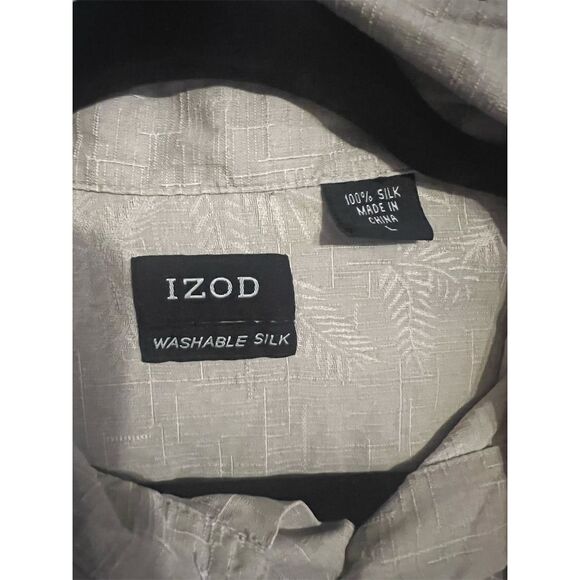 100% SILK
MADE IN
CHINA
L
IZOD
WASHABLE SILK